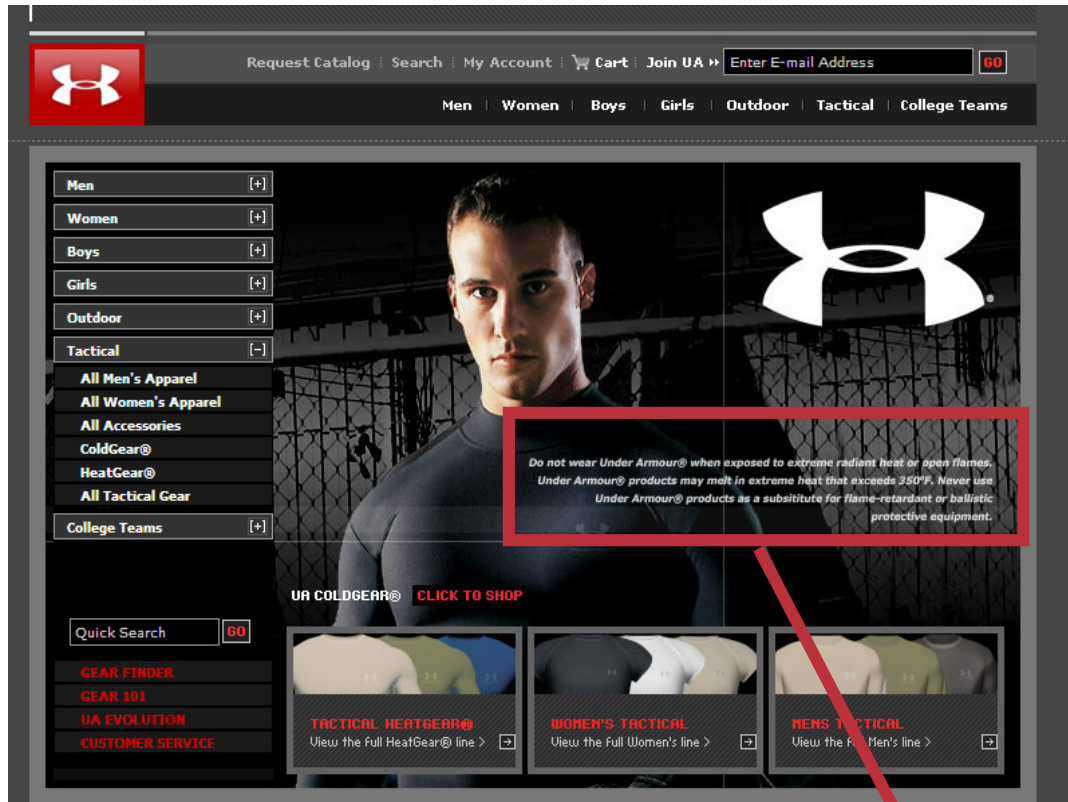 Request Catalog | Search | My Account | Cart | Join UA Enter E-mail Address GO
Men | Women | Boys | Girls | Outdoor | Tactical | College Teams
Men [+]
Women [+]
Boys [+]
Girls [+]
Outdoor [+]
Tactical [-]
All Men's Apparel
All Women's Apparel
All Accessories
ColdGear®
HeatGear®
All Tactical Gear
College Teams [+]
Quick Search GO
GEAR FINDER
GEAR 101
UA EVOLUTION
CUSTOMER SERVICE
Do not wear Under Armour® when exposed to extreme radiant heat or open flames.
Under Armour® products may melt in extreme heat that exceeds 350°F. Never use
Under Armour® products as a subsititute for flame-retardant or ballistic
protective equipment.
UA COLDGEAR® CLICK TO SHOP
TACTICAL HEATGEAR®
View the Full HeatGear® line >
WOMEN'S TACTICAL
View the Full Women's line >
MENS TACTICAL
View the Full Men's line >